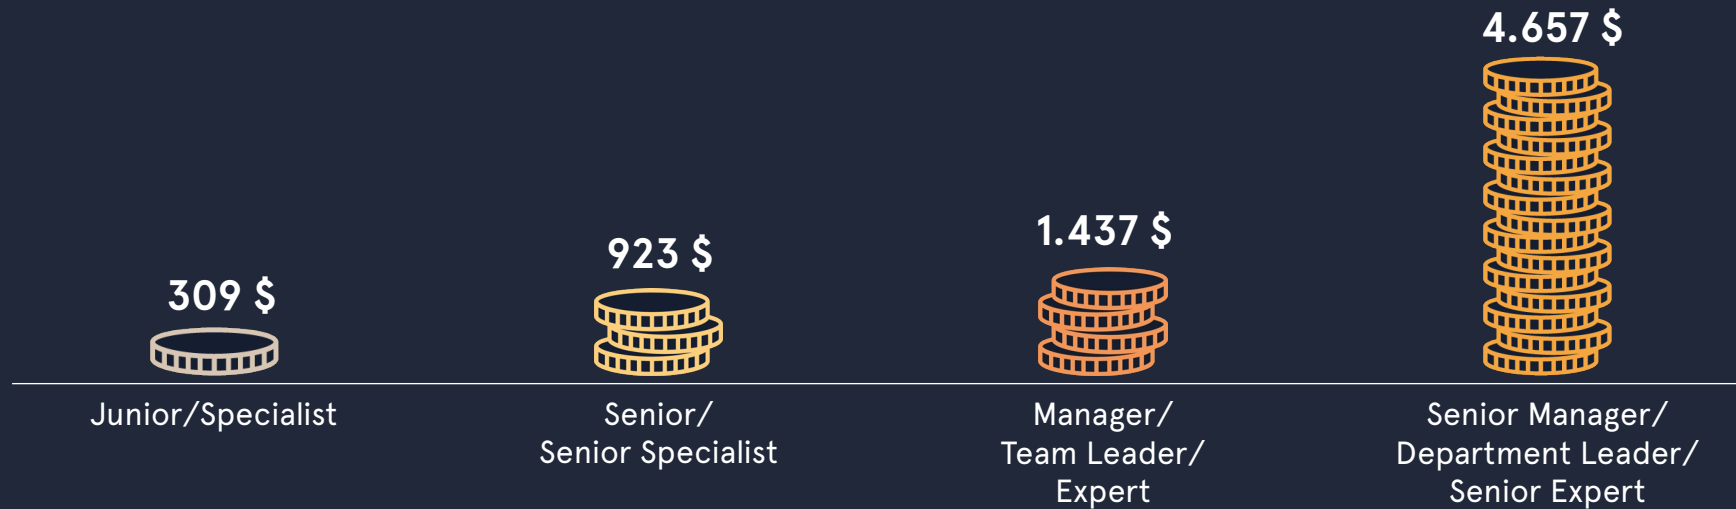 309 $
Junior/Specialist
923 $
Senior/
Senior Specialist
1.437 $
Manager/
Team Leader/
Expert
4.657 $
Senior Manager/
Department Leader/
Senior Expert